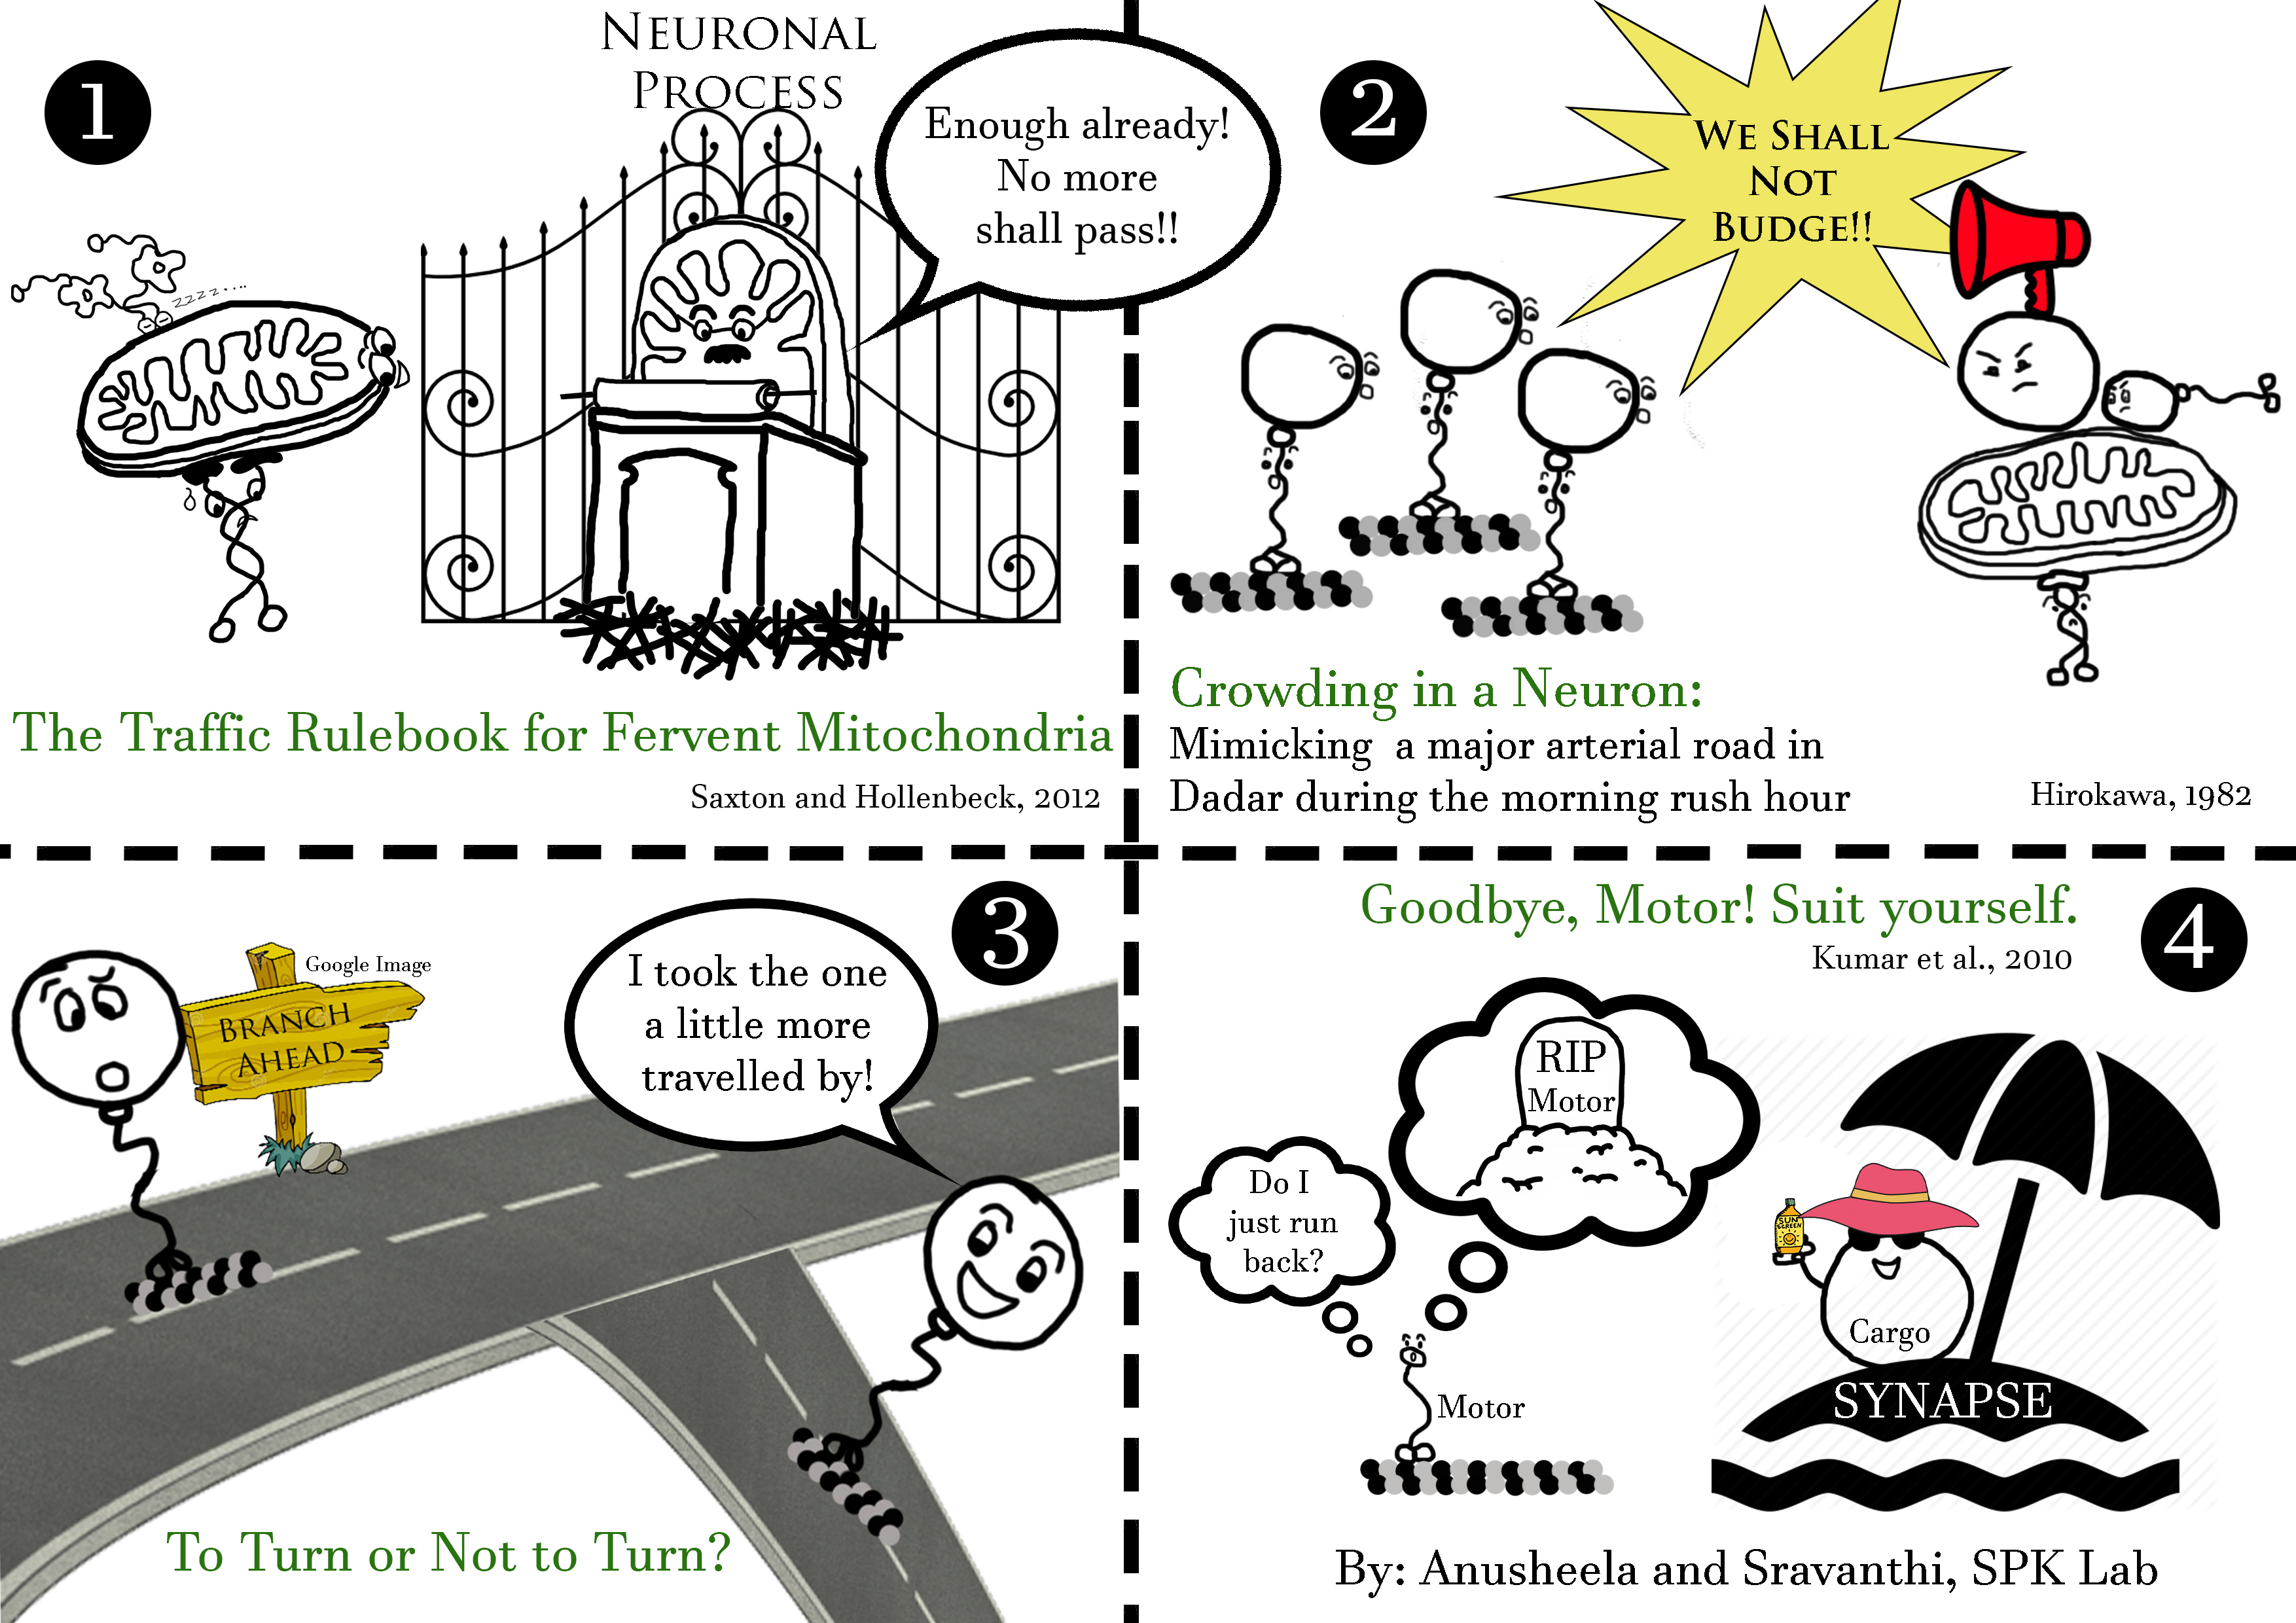 1
NEURONAL
PROCESS
Enough already!
No more
shall pass!!
zzzz....
The Traffic Rulebook for Fervent Mitochondria
Saxton and Hollenbeck, 2012
2
WE SHALL
NOT
BUDGE!!
Crowding in a Neuron:
Mimicking a major arterial road in
Dadar during the morning rush hour
Hirokawa, 1982
3
Google Image
BRANCH
AHEAD
I took the one
a little more
travelled by!
To Turn or Not to Turn?
Goodbye, Motor! Suit yourself.
4
Kumar et al., 2010
RIP
Motor
Do I
just run
back?
Motor
SUN
SCREEN
Cargo
SYNAPSE
By: Anusheela and Sravanthi, SPK Lab